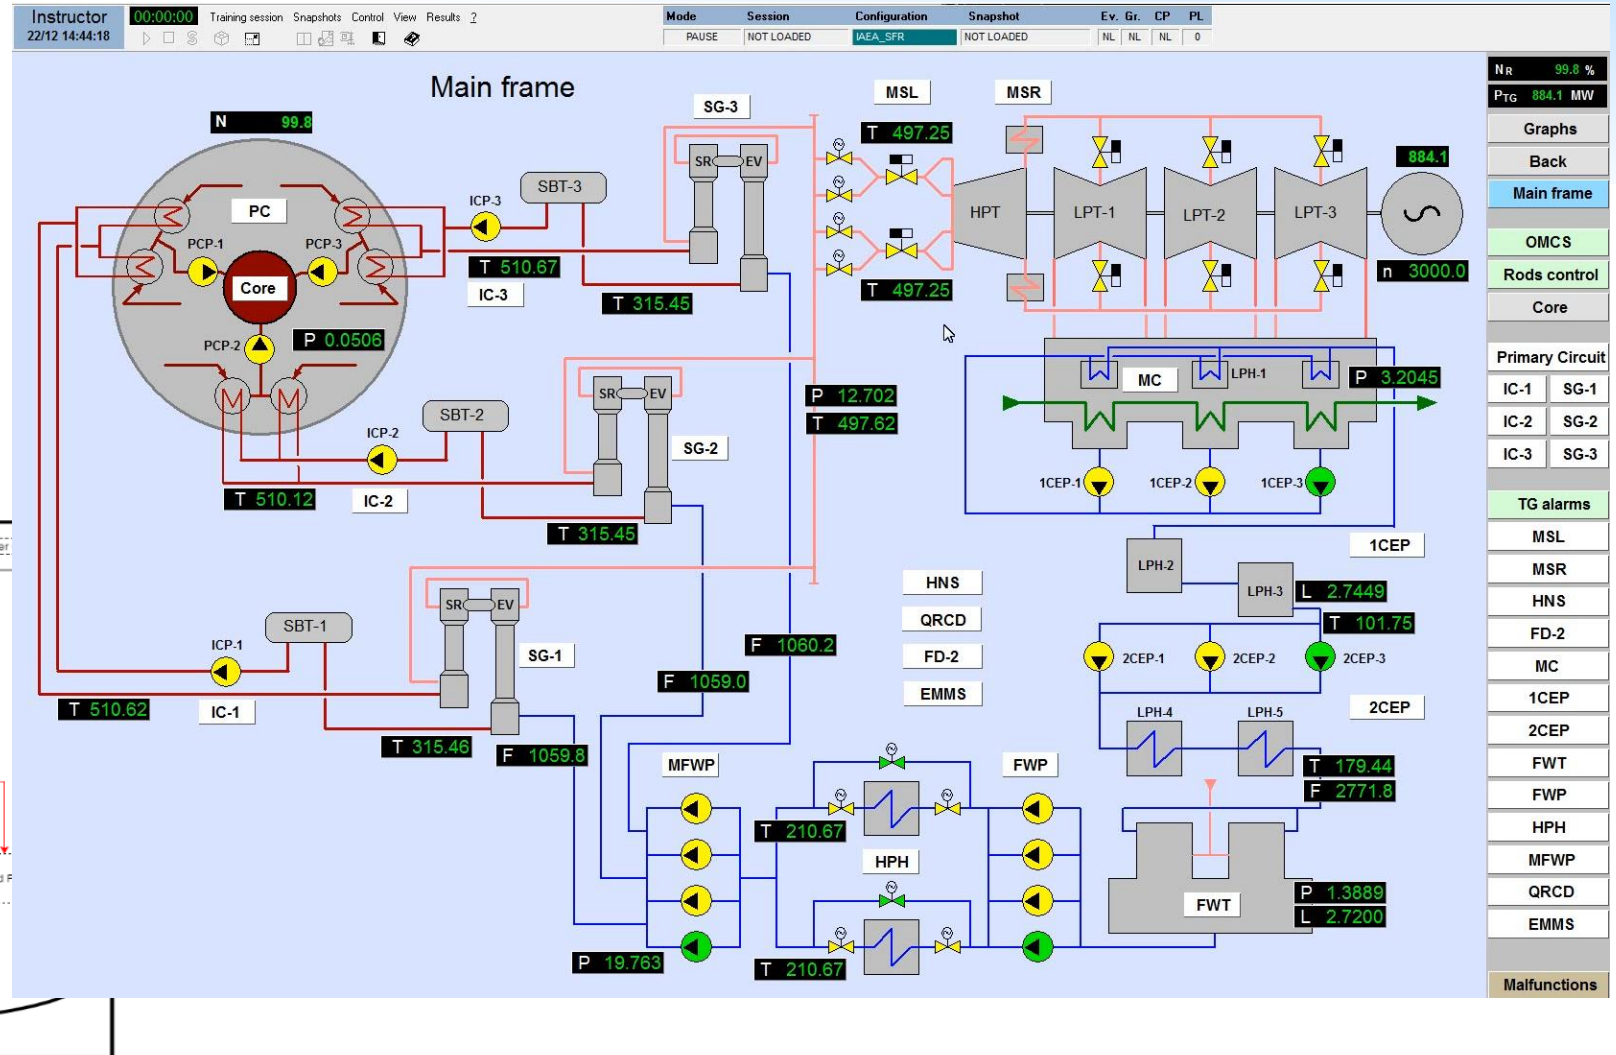 Instructor
22/12 14:44:18
00:00:00
Training session Snapshots Control View Results ?
Mode Session Configuration Snapshot Ev. Gr. CP PL
PAUSE NOT LOADED IAEA_SFR NOT LOADED NL NL NL 0
Main frame
N 99.8
PC
PCP-1
PCP-3
Core
PCP-2
P 0.0506
SG-3
SR EV
SBT-3
ICP-3
T 510.67
IC-3
T 315.45
MSL
T 497.25
T 497.25
MSR
HPT
LPT-1
LPT-2
LPT-3
884.1
n 3000.0
SR EV
SBT-2
ICP-2
SG-2
T 510.12
IC-2
T 315.45
P 12.702
T 497.62
MC
LPH-1
P 3.2045
1CEP-1
1CEP-2
1CEP-3
1CEP
LPH-2
LPH-3
L 2.7449
T 101.75
SR EV
SBT-1
ICP-1
SG-1
T 510.62
IC-1
T 315.46
F 1059.8
F 1059.0
F 1060.2
HNS
QRCD
FD-2
EMMS
2CEP-1
2CEP-2
2CEP-3
2CEP
LPH-4
LPH-5
T 179.44
F 2771.8
MFWP
FWP
T 210.67
HPH
T 210.67
P 19.763
FWT
P 1.3889
L 2.7200
NR 99.8 %
PTG 884.1 MW
Graphs
Back
Main frame
OMCS
Rods control
Core
Primary Circuit
IC-1 SG-1
IC-2 SG-2
IC-3 SG-3
TG alarms
MSL
MSR
HNS
FD-2
MC
1CEP
2CEP
FWT
FWP
HPH
MFWP
QRCD
EMMS
Malfunctions